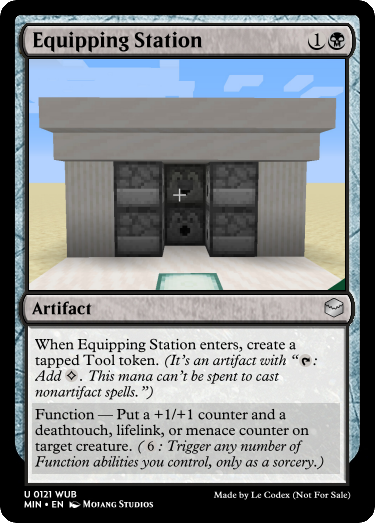 Equipping Station 1
Artifact
When Equipping Station enters, create a
tapped Tool token. (It's an artifact with “:
Add . This mana can't be spent to cast
nonartifact spells.”)
Function — Put a +1/+1 counter and a
deathtouch, lifelink, or menace counter on
target creature. ( 6 : Trigger any number of
Function abilities you control, only as a sorcery.)
U 0121 WUB
MIN • EN Mojang Studios
Made by Le Codex (Not For Sale)